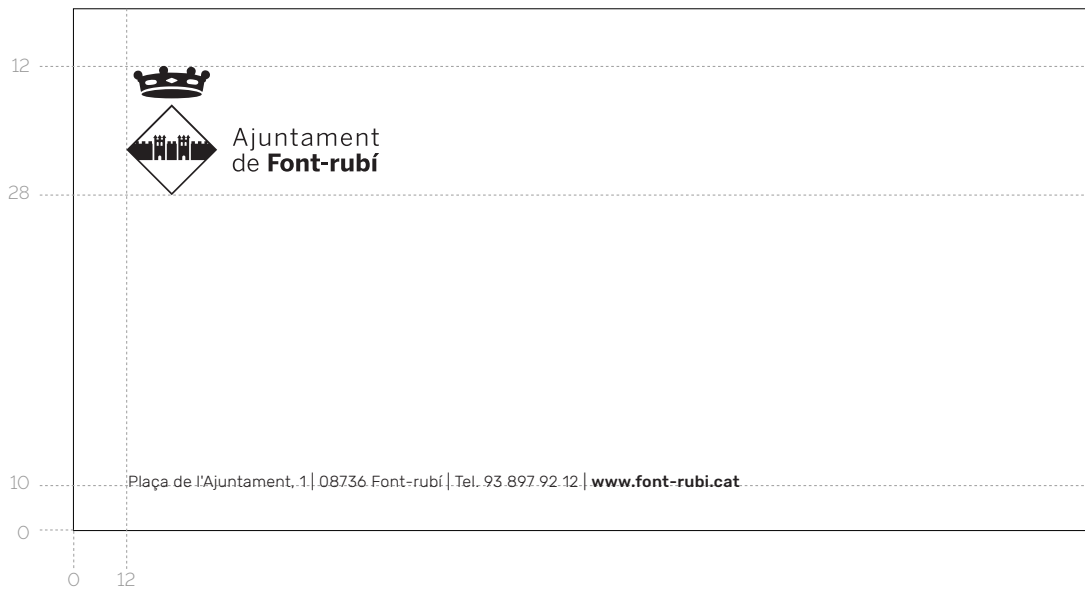 12
Ajuntament
de Font-rubí
28
10
Plaça de l'Ajuntament, 1 | 08736 Font-rubí | Tel. 93 897 92 12 | www.font-rubi.cat
0
0 12